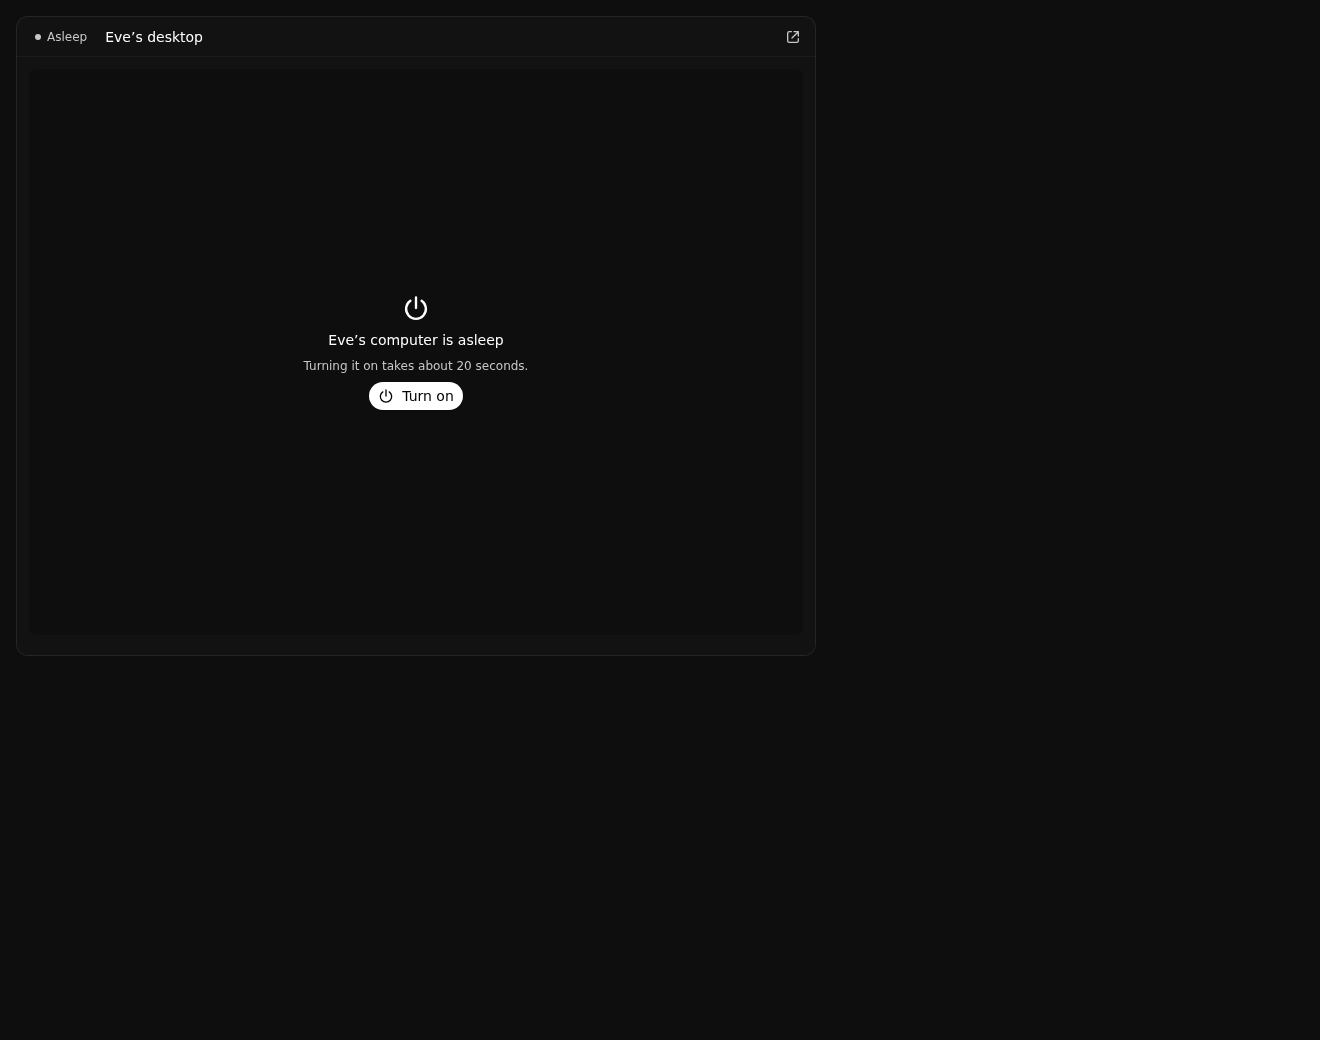 Asleep Eve’s desktop
Eve’s computer is asleep
Turning it on takes about 20 seconds.
Turn on